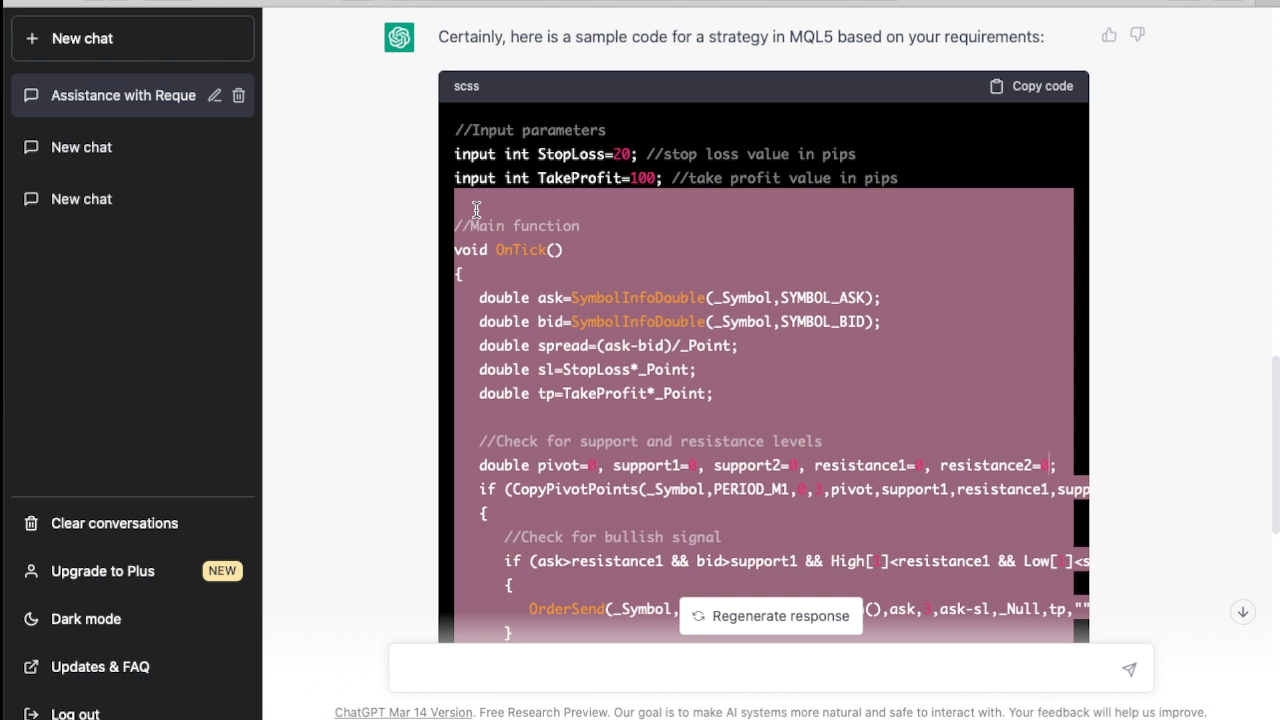 New chat
Assistance with Reque
New chat
New chat
Clear conversations
Upgrade to Plus NEW
Dark mode
Updates & FAQ
Log out
Certainly, here is a sample code for a strategy in MQL5 based on your requirements:
scss Copy code
//Input parameters
input int StopLoss=20; //stop loss value in pips
input int TakeProfit=100; //take profit value in pips
//Main function
void OnTick()
{
double ask=SymbolInfoDouble(_Symbol,SYMBOL_ASK);
double bid=SymbolInfoDouble(_Symbol,SYMBOL_BID);
double spread=(ask-bid)/_Point;
double sl=StopLoss*_Point;
double tp=TakeProfit*_Point;
//Check for support and resistance levels
double pivot=0, support1=0, support2=0, resistance1=0, resistance2=0;
if (CopyPivotPoints(_Symbol,PERIOD_M1,0,3,pivot,support1,resistance1,supp
{
//Check for bullish signal
if (ask>resistance1 && bid>support1 && High[1]<resistance1 && Low[1]<s
{
OrderSend(_Symbol, (),ask,3,ask-sl,_Null,tp,""
}
Regenerate response
ChatGPT Mar 14 Version. Free Research Preview. Our goal is to make AI systems more natural and safe to interact with. Your feedback will help us improve.